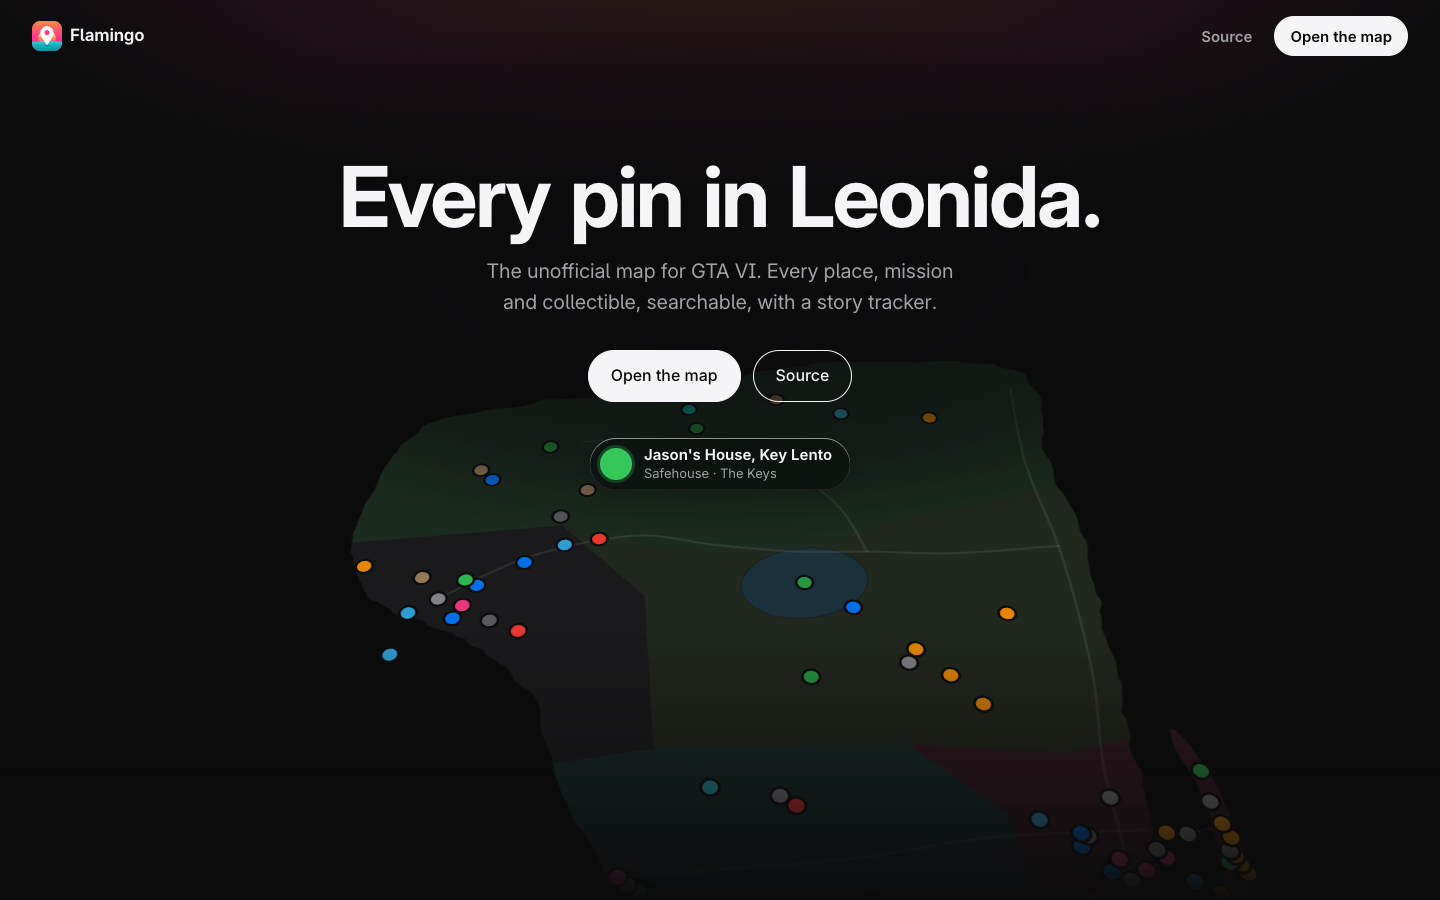 Flamingo
Source
Open the map
Every pin in Leonida.
The unofficial map for GTA VI. Every place, mission
and collectible, searchable, with a story tracker.
Open the map
Source
Jason's House, Key Lento
Safehouse · The Keys